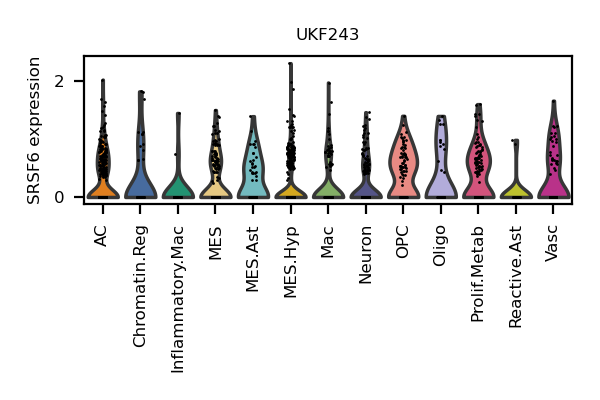 UKF243
SRSF6 expression
2
0
AC
Chromatin.Reg
Inflammatory.Mac
MES
MES.Ast
MES.Hyp
Mac
Neuron
OPC
Oligo
Prolif.Metab
Reactive.Ast
Vasc